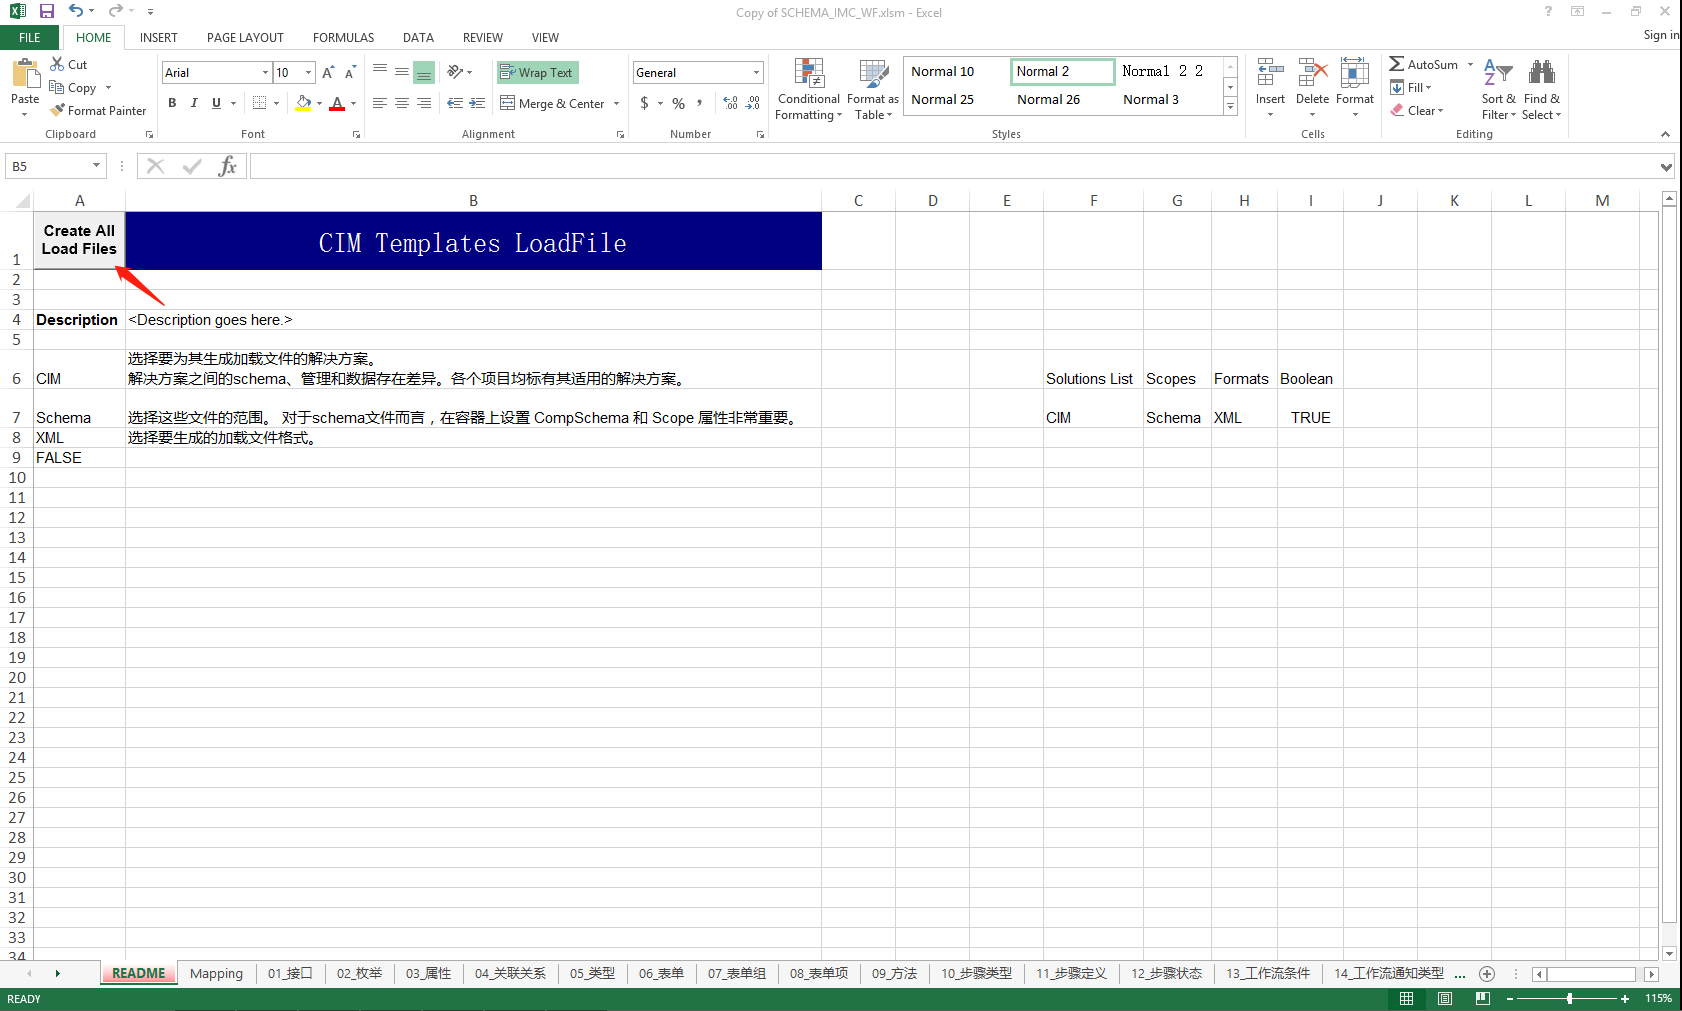 Copy of SCHEMA_IMC_WF.xlsm - Excel
Sign in
FILE HOME INSERT PAGE LAYOUT FORMULAS DATA REVIEW VIEW
Paste
Cut
Copy
Format Painter
Clipboard
Arial 10
B I U A
Font
Wrap Text
Merge & Center
Alignment
General
$ % ,
Number
Conditional Formatting
Format as Table
Normal 10 Normal 2 Normal 2 2
Normal 25 Normal 26 Normal 3
Styles
Insert Delete Format
Cells
AutoSum
Fill
Clear
Sort & Filter
Find & Select
Editing
B5
fx
A B C D E F G H I J K L M
1 Create All Load Files CIM Templates LoadFile
2
3
4 Description <Description goes here.>
5
选择要为其生成加载文件的解决方案。
6 CIM 解决方案之间的schema、管理和数据存在差异。各个项目均标有其适用的解决方案。 Solutions List Scopes Formats Boolean
7 Schema 选择这些文件的范围。 对于schema文件而言，在容器上设置 CompSchema 和 Scope 属性非常重要。 CIM Schema XML TRUE
8 XML 选择要生成的加载文件格式。
9 FALSE
10
11
12
13
14
15
16
17
18
19
20
21
22
23
24
25
26
27
28
29
30
31
32
33
34
README Mapping 01_接口 02_枚举 03_属性 04_关联关系 05_类型 06_表单 07_表单组 08_表单项 09_方法 10_步骤类型 11_步骤定义 12_步骤状态 13_工作流条件 14_工作流通知类型 ...
READY 115%